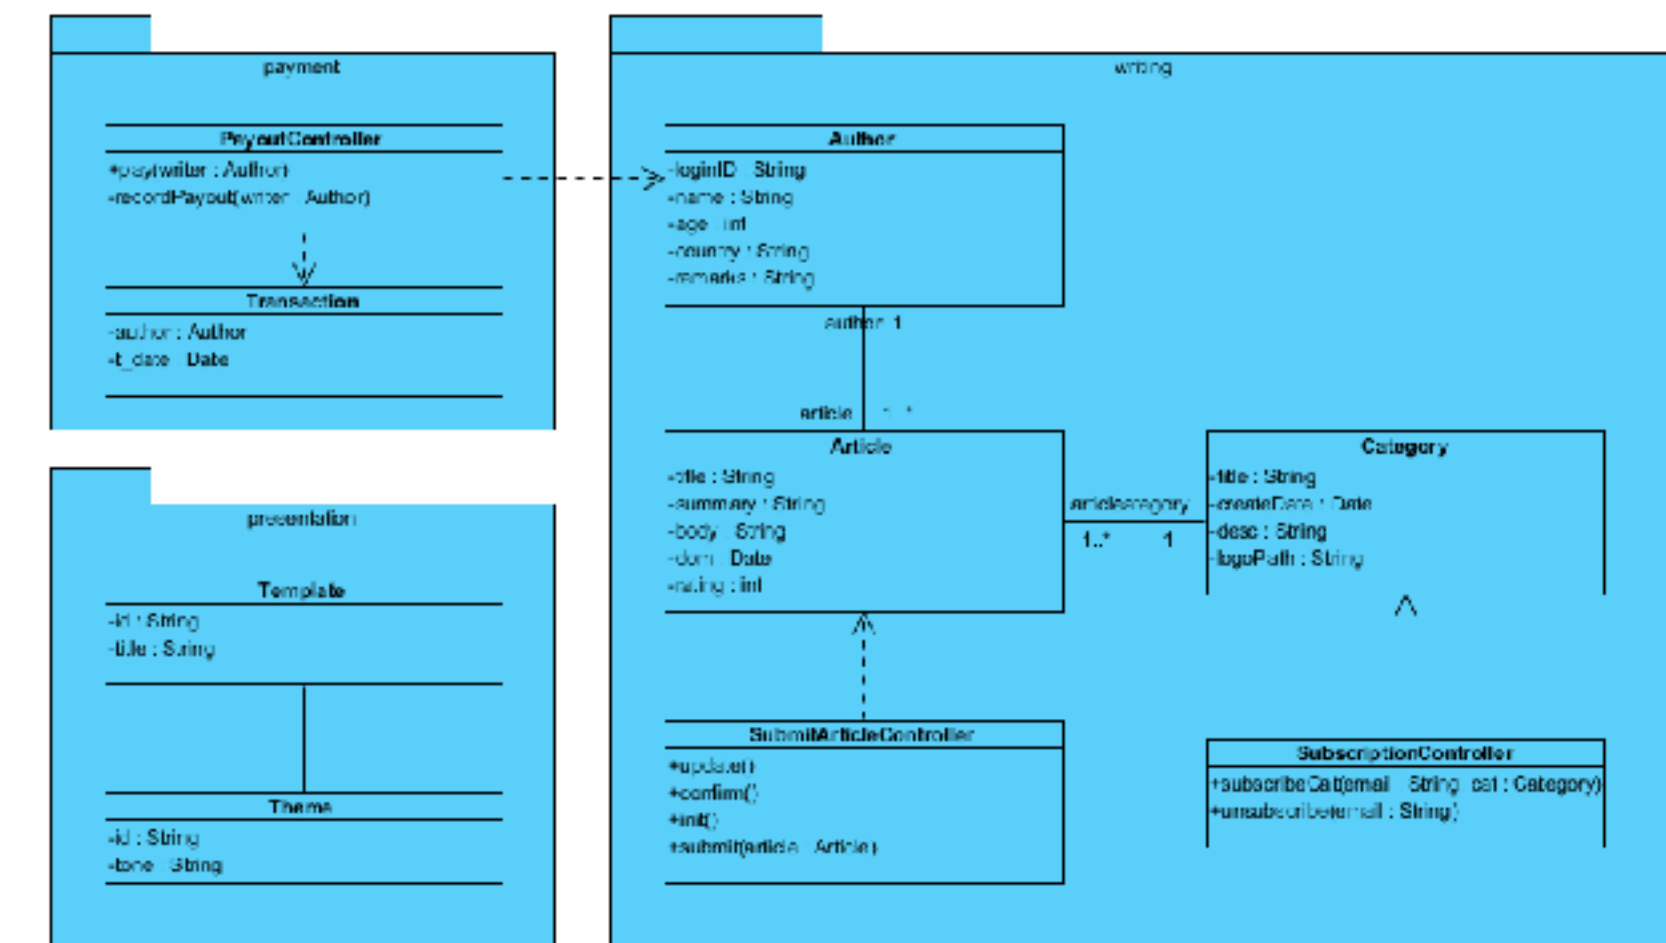 payment
PayoutController
+pay(writer : Author)
-recordPayout(writer : Author)
Transaction
-author : Author
-t_date : Date
presentation
Template
-id : String
-title : String
Theme
-id : String
-tone : String
writing
Author
-loginID : String
-name : String
-age : int
-country : String
-remarks : String
author 1
article
Article
-title : String
-summary : String
-body : String
-dom : Date
-rating : int
1..* 1
Category
-title : String
-createDate : Date
-desc : String
-logoPath : String
SubmitArticleController
+update()
+confirm()
+init()
+submit(article : Article)
SubscriptionController
+subscribeCat(email : String, cat : Category)
+unsubscribe(email : String)